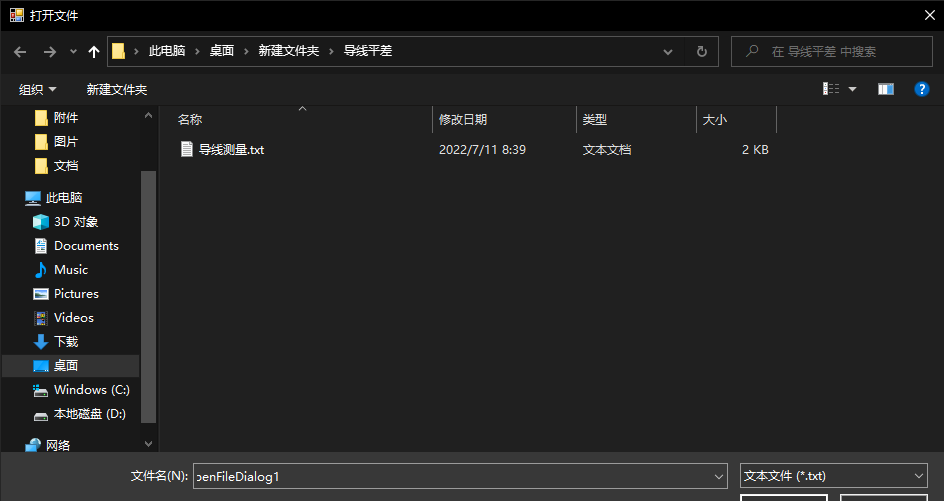 打开文件
此电脑 › 桌面 › 新建文件夹 › 导线平差
在 导线平差 中搜索
组织 新建文件夹
名称 修改日期 类型 大小
导线测量.txt 2022/7/11 8:39 文本文档 2 KB
附件
图片
文档
此电脑
3D 对象
Documents
Music
Pictures
Videos
下载
桌面
Windows (C:)
本地磁盘 (D:)
网络
文件名(N): penFileDialog1 文本文件 (*.txt)